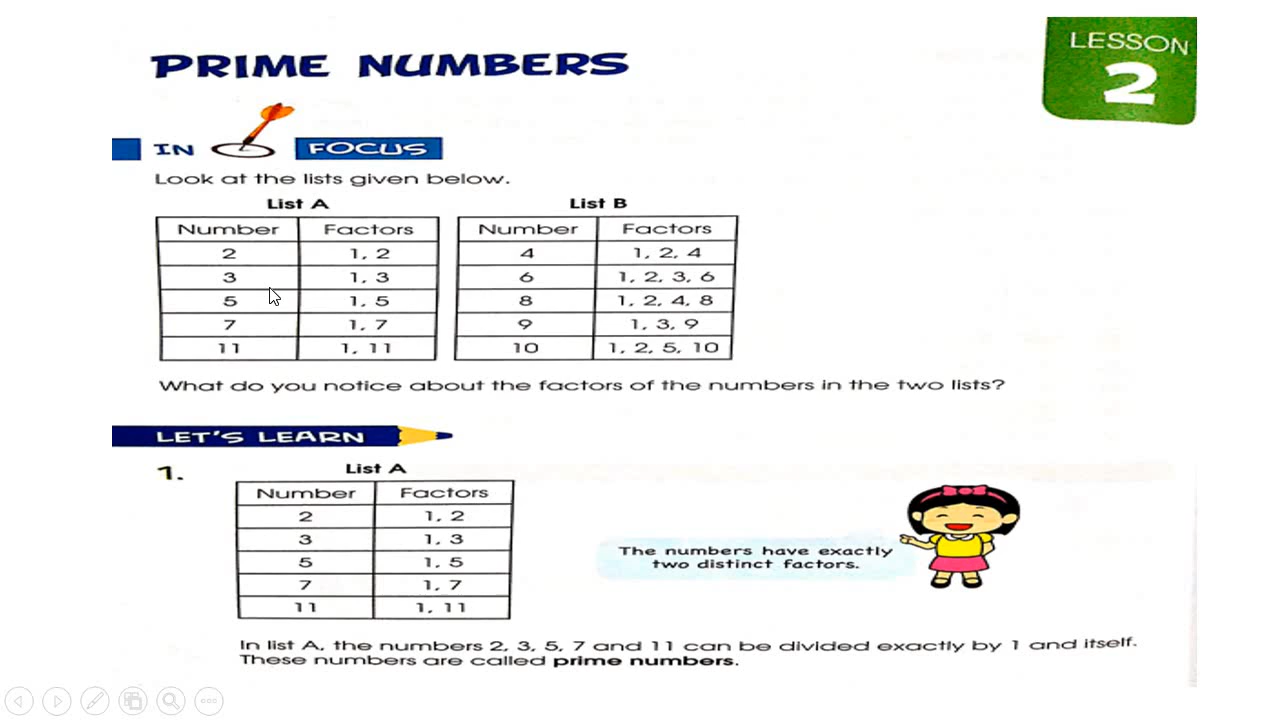 LESSON
2
PRIME NUMBERS
IN FOCUS
Look at the lists given below.
List A
Number Factors
2 1, 2
3 1, 3
5 1, 5
7 1, 7
11 1, 11
List B
Number Factors
4 1, 2, 4
6 1, 2, 3, 6
8 1, 2, 4, 8
9 1, 3, 9
10 1, 2, 5, 10
What do you notice about the factors of the numbers in the two lists?
LET'S LEARN
1.
List A
Number Factors
2 1, 2
3 1, 3
5 1, 5
7 1, 7
11 1, 11
The numbers have exactly
two distinct factors.
In list A, the numbers 2, 3, 5, 7 and 11 can be divided exactly by 1 and itself.
These numbers are called prime numbers.